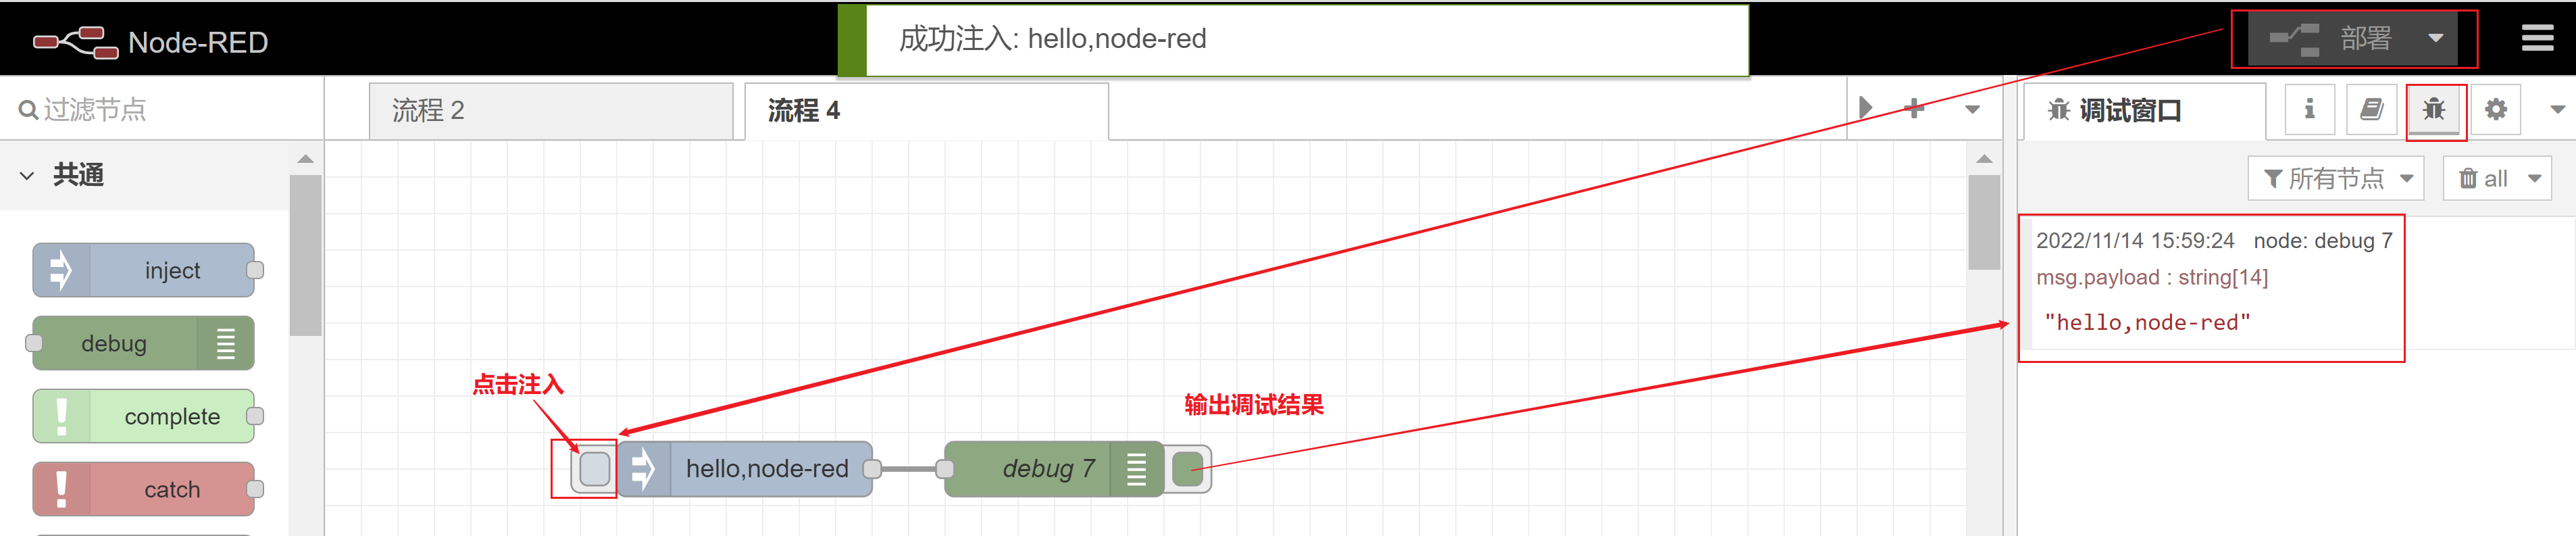 Node-RED
成功注入: hello,node-red
部署
过滤节点
流程 2
流程 4
调试窗口
共通
所有节点
all
inject
debug
complete
catch
2022/11/14 15:59:24 node: debug 7
msg.payload : string[14]
"hello,node-red"
点击注入
输出调试结果
hello,node-red
debug 7